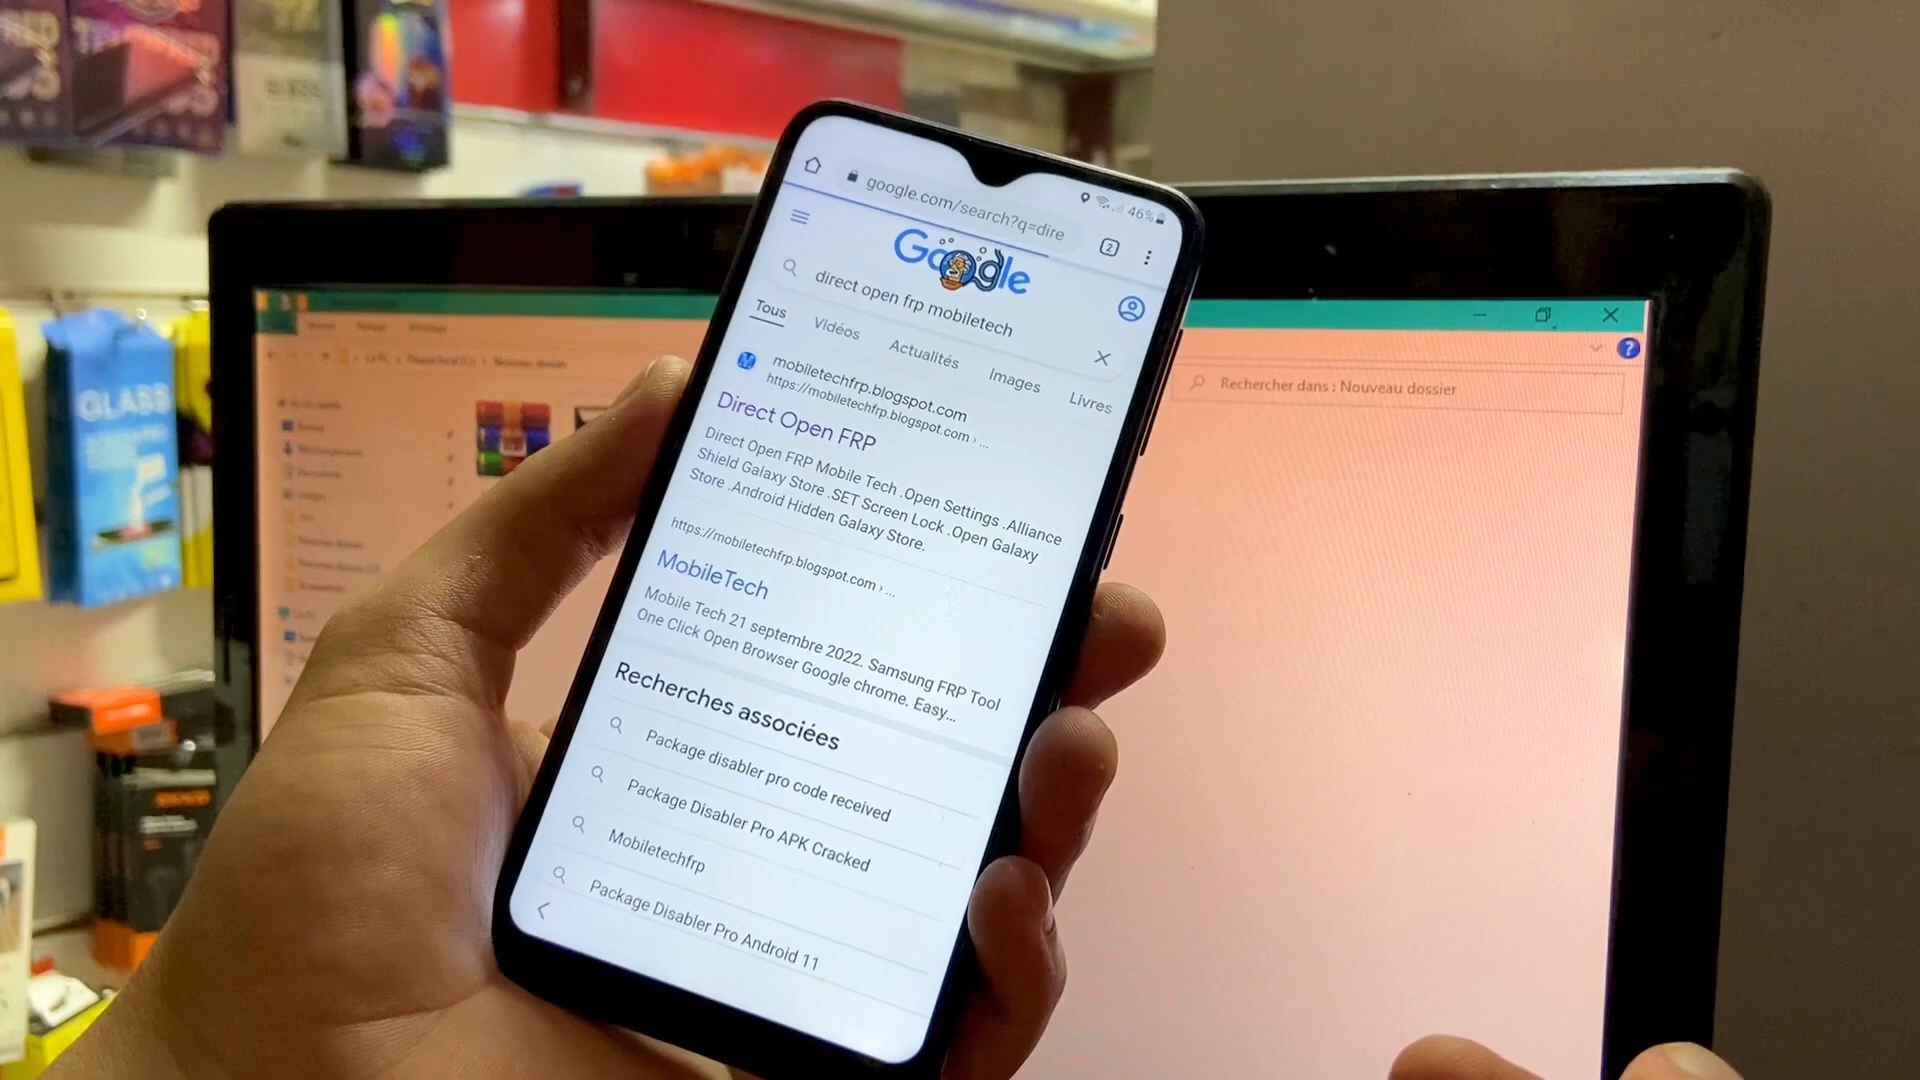 GLASS
google.com/search?q=dire
46%
2
Google
direct open frp mobiletech
Tous
Vidéos
Actualités
Images
Livres
mobiletechfrp.blogspot.com
https://mobiletechfrp.blogspot.com › ...
Direct Open FRP
Direct Open FRP Mobile Tech .Open Settings .Alliance
Shield Galaxy Store .SET Screen Lock .Open Galaxy
Store .Android Hidden Galaxy Store.
https://mobiletechfrp.blogspot.com › ...
MobileTech
Mobile Tech 21 septembre 2022. Samsung FRP Tool
One Click Open Browser Google chrome. Easy...
Recherches associées
Package disabler pro code received
Package Disabler Pro APK Cracked
Mobiletechfrp
Package Disabler Pro Android 11
Rechercher dans : Nouveau dossier